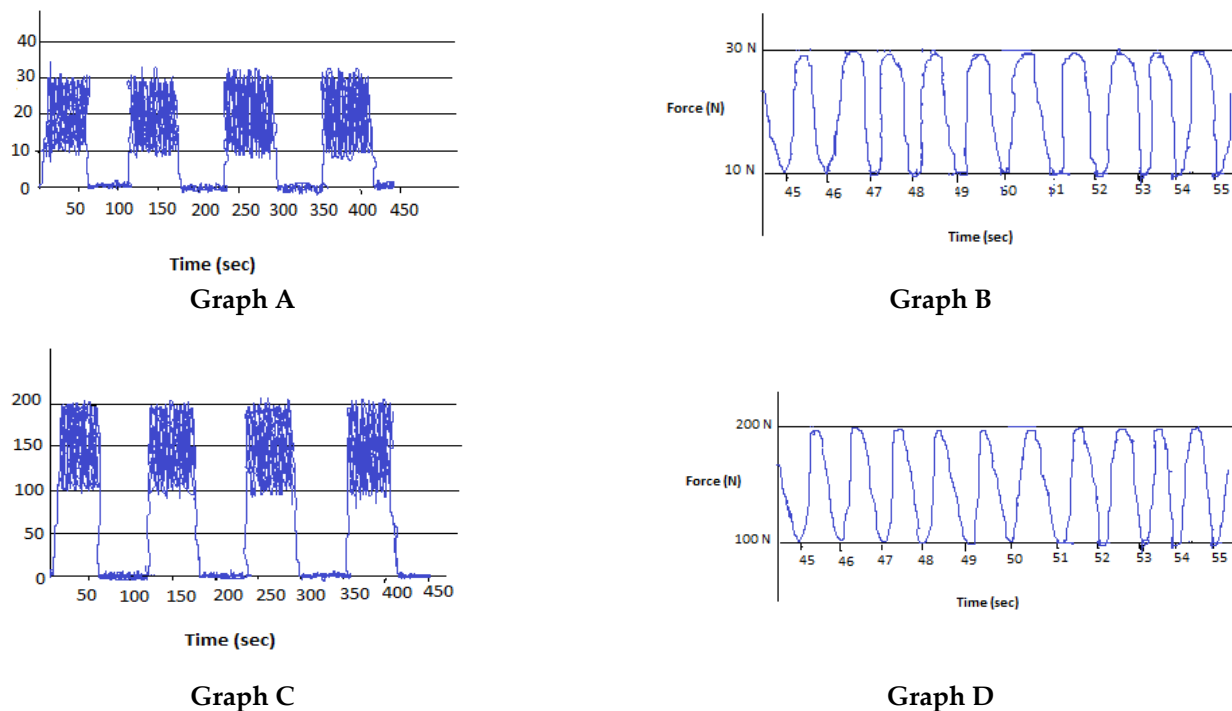 40
30
20
10
0
50 100 150 200 250 300 350 400 450
Time (sec)
Graph A
30 N
Force (N)
10 N
45 46 47 48 49 50 51 52 53 54 55
Time (sec)
Graph B
200
150
100
50
0
50 100 150 200 250 300 350 400 450
Time (sec)
Graph C
200 N
Force (N)
100 N
45 46 47 48 49 50 51 52 53 54 55
Time (sec)
Graph D